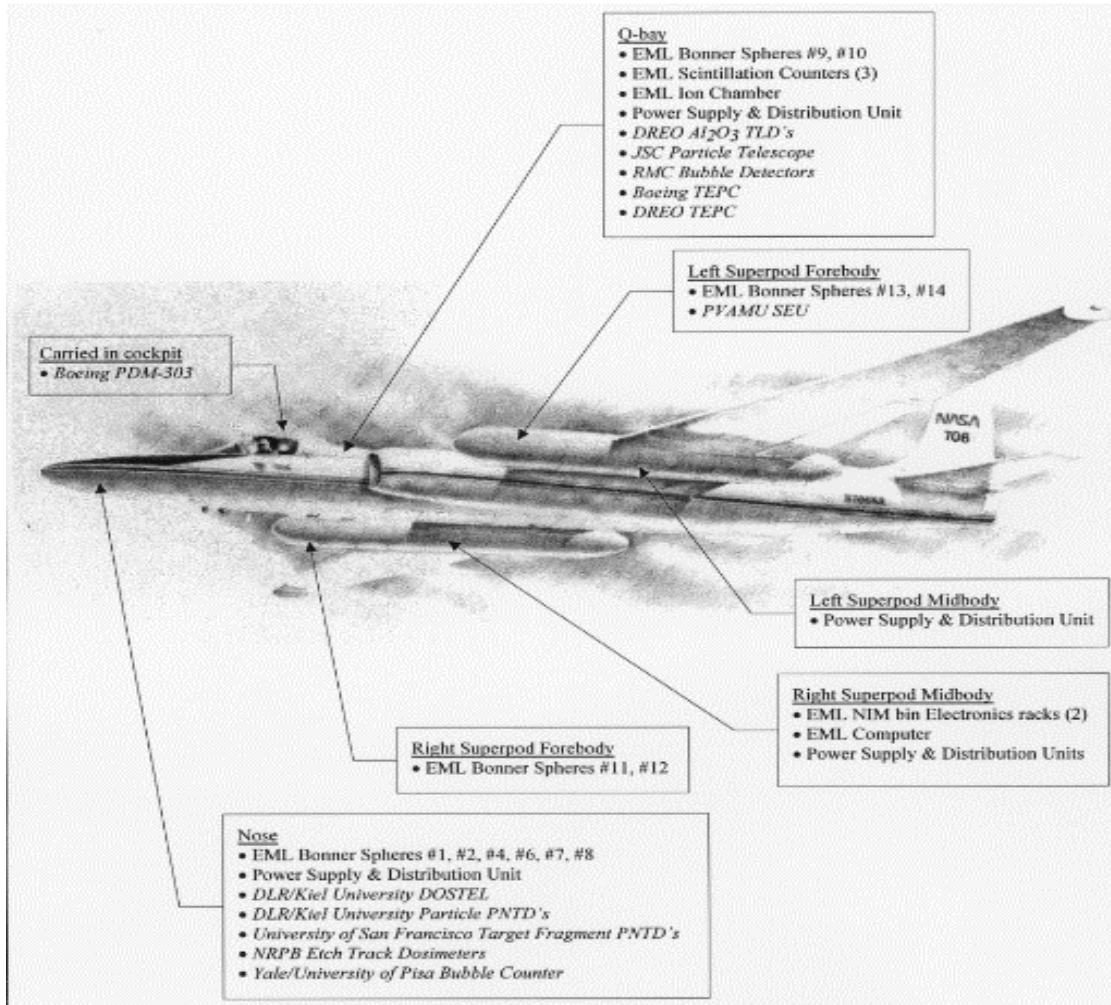 Q-bay
• EML Bonner Spheres #9, #10
• EML Scintillation Counters (3)
• EML Ion Chamber
• Power Supply & Distribution Unit
• DREO Al₂O₃ TLD's
• JSC Particle Telescope
• RMC Bubble Detectors
• Boeing TEPC
• DREO TEPC
Left Superpod Forebody
• EML Bonner Spheres #13, #14
• PVAMU SEU
Carried in cockpit
• Boeing PDM-303
NASA
708
Left Superpod Midbody
• Power Supply & Distribution Unit
Right Superpod Midbody
• EML NIM bin Electronics racks (2)
• EML Computer
• Power Supply & Distribution Units
Right Superpod Forebody
• EML Bonner Spheres #11, #12
Nose
• EML Bonner Spheres #1, #2, #4, #6, #7, #8
• Power Supply & Distribution Unit
• DLR/Kiel University DOSTEL
• DLR/Kiel University Particle PNTD's
• University of San Francisco Target Fragment PNTD's
• NRPB Etch Track Dosimeters
• Yale/University of Pisa Bubble Counter